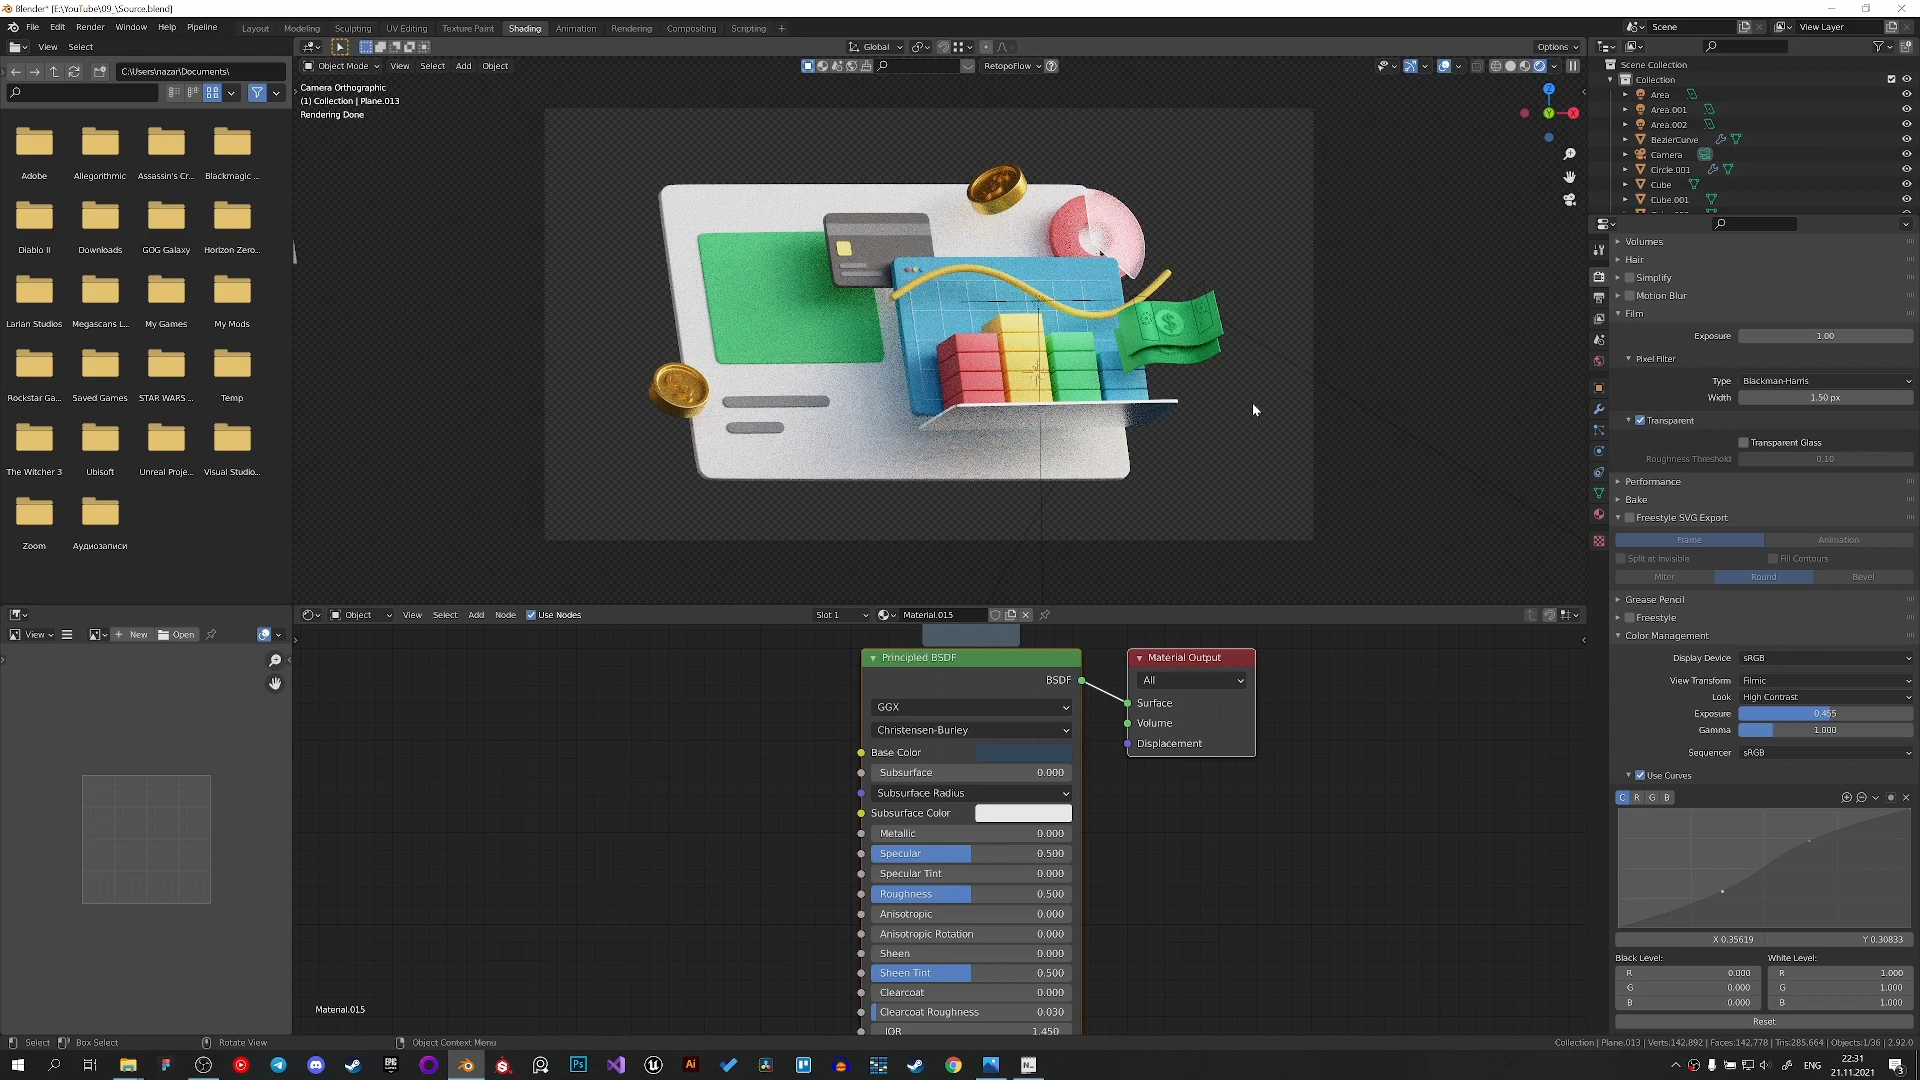 Blender* [E:\YouTube\09_\Source.blend]
File Edit Render Window Help Pipeline
Layout Modeling Sculpting UV Editing Texture Paint Shading Animation Rendering Compositing Scripting +
Scene
View Layer
View Select
Global
Options
C:\Users\nazar\Documents\
Object Mode View Select Add Object
RetopoFlow
Camera Orthographic
(1) Collection | Plane.013
Rendering Done
Adobe
Allegorithmic
Assassin's Cr...
Blackmagic ...
Diablo II
Downloads
GOG Galaxy
Horizon Zero...
Larian Studios
Megascans L...
My Games
My Mods
Rockstar Ga...
Saved Games
STAR WARS ...
Temp
The Witcher 3
Ubisoft
Unreal Proje...
Visual Studio...
Zoom
Аудиозаписи
Z
X
Y
Scene Collection
Collection
Area
Area.001
Area.002
BezierCurve
Camera
Circle.001
Cube
Cube.001
Volumes
Hair
Simplify
Motion Blur
Film
Exposure 1.00
Pixel Filter
Type Blackman-Harris
Width 1.50 px
Transparent
Transparent Glass
Roughness Threshold 0.10
Performance
Bake
Freestyle SVG Export
Frame Animation
Split at Invisible Fill Contours
Miter Round Bevel
Grease Pencil
Freestyle
Color Management
Display Device sRGB
View Transform Filmic
Look High Contrast
Exposure 0.455
Gamma 1.000
Sequencer sRGB
Use Curves
C R G B
X 0.35619 Y 0.30833
Black Level: White Level:
R 0.000 R 1.000
G 0.000 G 1.000
B 0.000 B 1.000
Reset
View New Open
Object View Select Add Node Use Nodes
Slot 1 Material.015
Principled BSDF
BSDF
GGX
Christensen-Burley
Base Color
Subsurface 0.000
Subsurface Radius
Subsurface Color
Metallic 0.000
Specular 0.500
Specular Tint 0.000
Roughness 0.500
Anisotropic 0.000
Anisotropic Rotation 0.000
Sheen 0.000
Sheen Tint 0.500
Clearcoat 0.000
Clearcoat Roughness 0.030
IOR 1.450
Material Output
All
Surface
Volume
Displacement
Material.015
Select Box Select Rotate View Object Context Menu
Collection | Plane.013 | Verts:142,892 | Faces:142,778 | Tris:285,664 | Objects:1/36 | 2.92.0
ENG
22:31
21.11.2021